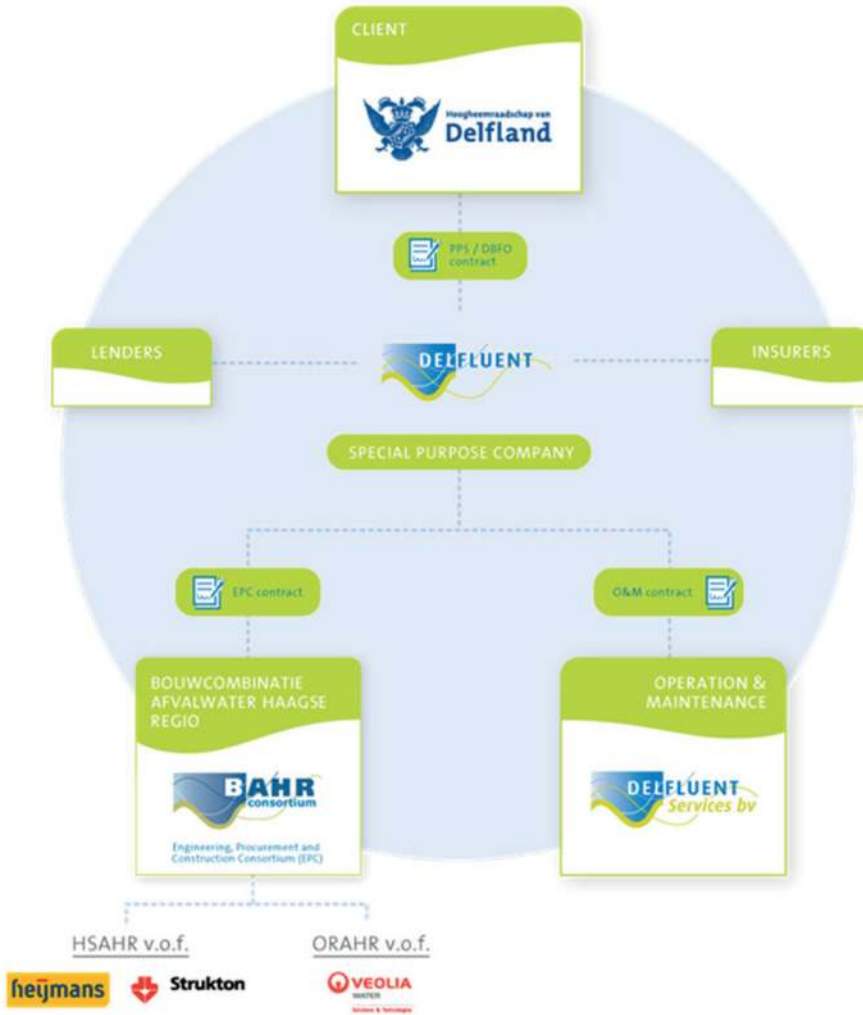 CLIENT
Hoogheemraadschap van
Delfland
PPS / DBFO
contract
LENDERS
DELFLUENT
INSURERS
SPECIAL PURPOSE COMPANY
EPC contract
O&M contract
BOUWCOMBINATIE
AFVALWATER HAAGSE
REGIO
BAHR
consortium
Engineering, Procurement and
Construction Consortium (EPC)
OPERATION &
MAINTENANCE
DELFLUENT
Services bv
HSAHR v.o.f.
ORAHR v.o.f.
heijmans
Strukton
VEOLIA
WATER
Solutions & Technologies